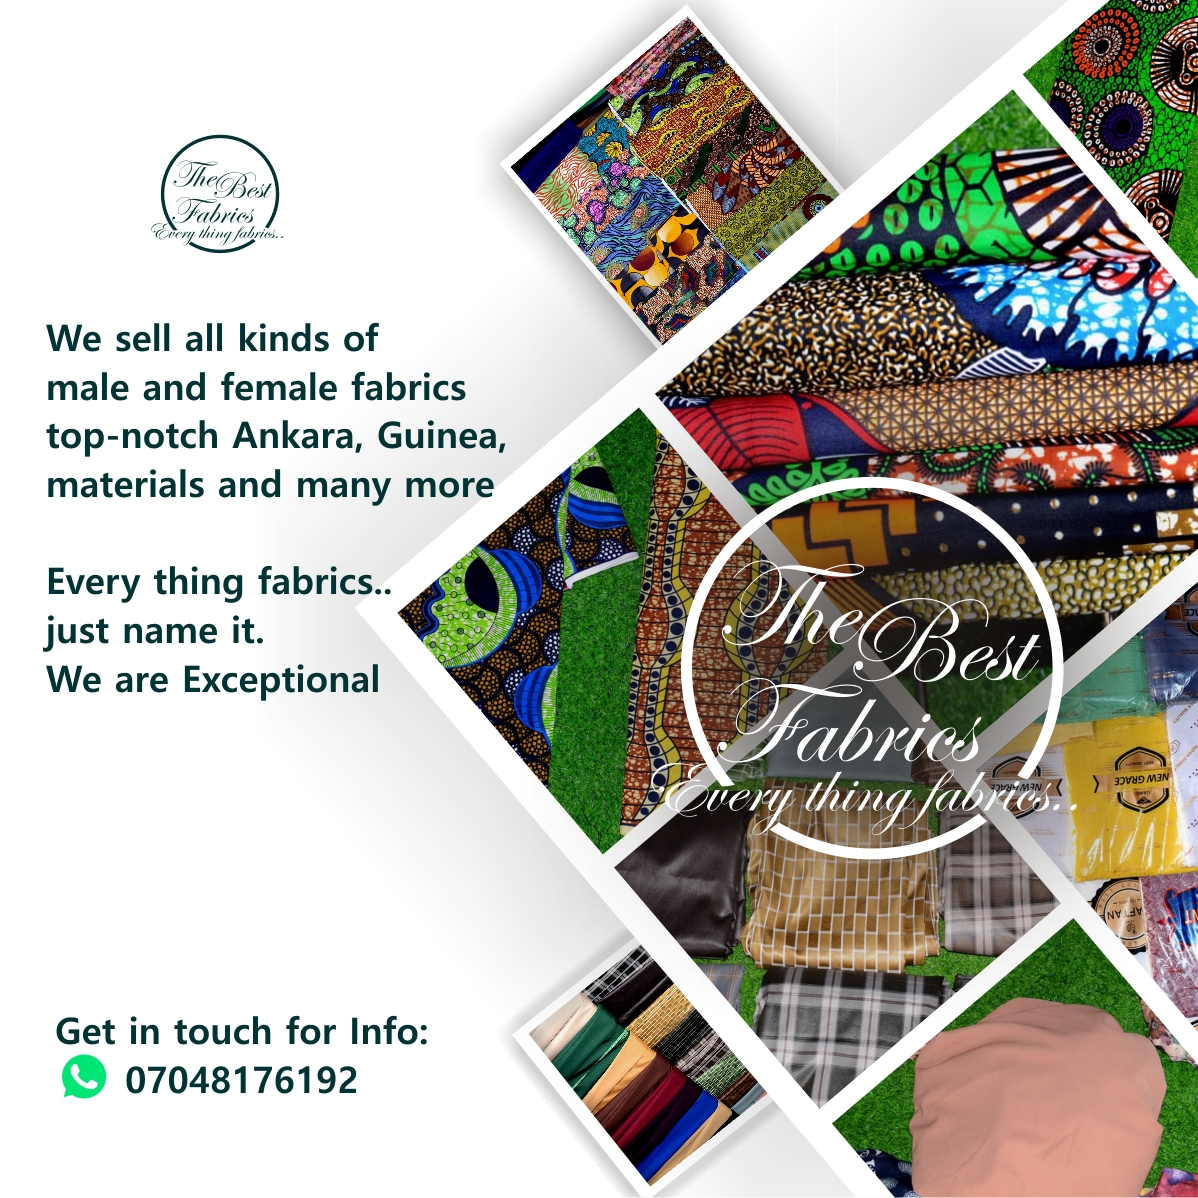 The Best
Fabrics
Every thing fabrics..
We sell all kinds of
male and female fabrics
top-notch Ankara, Guinea,
materials and many more
Every thing fabrics..
just name it.
We are Exceptional
Get in touch for Info:
07048176192
The Best
Fabrics
Every thing fabrics..
NEW GRACE
NEW GRACE